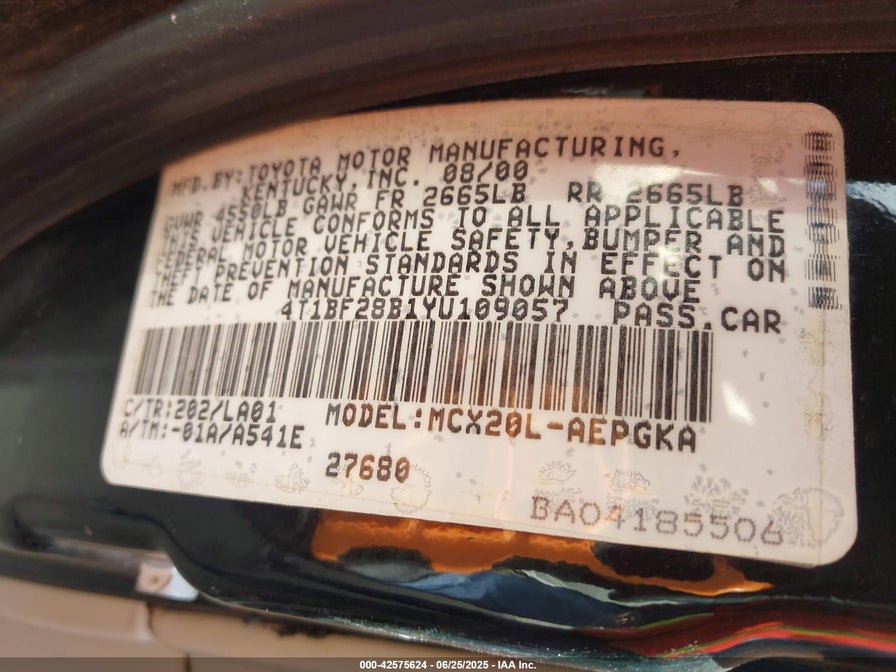 MFD.BY:TOYOTA MOTOR MANUFACTURING,
KENTUCKY,INC. 08/00
GVWR 4550LB GAWR FR 2665LB RR 2665LB
THIS VEHICLE CONFORMS TO ALL APPLICABLE
FEDERAL MOTOR VEHICLE SAFETY,BUMPER AND
THEFT PREVENTION STANDARDS IN EFFECT ON
THE DATE OF MANUFACTURE SHOWN ABOVE
4T1BF28B1YU109057 PASS.CAR
C/TR:202/LA01 MODEL:MCX20L-AEPGKA
A/TM:-01A/A541E
27680
BA04185506
000-42575624 - 06/25/2025 - IAA Inc.